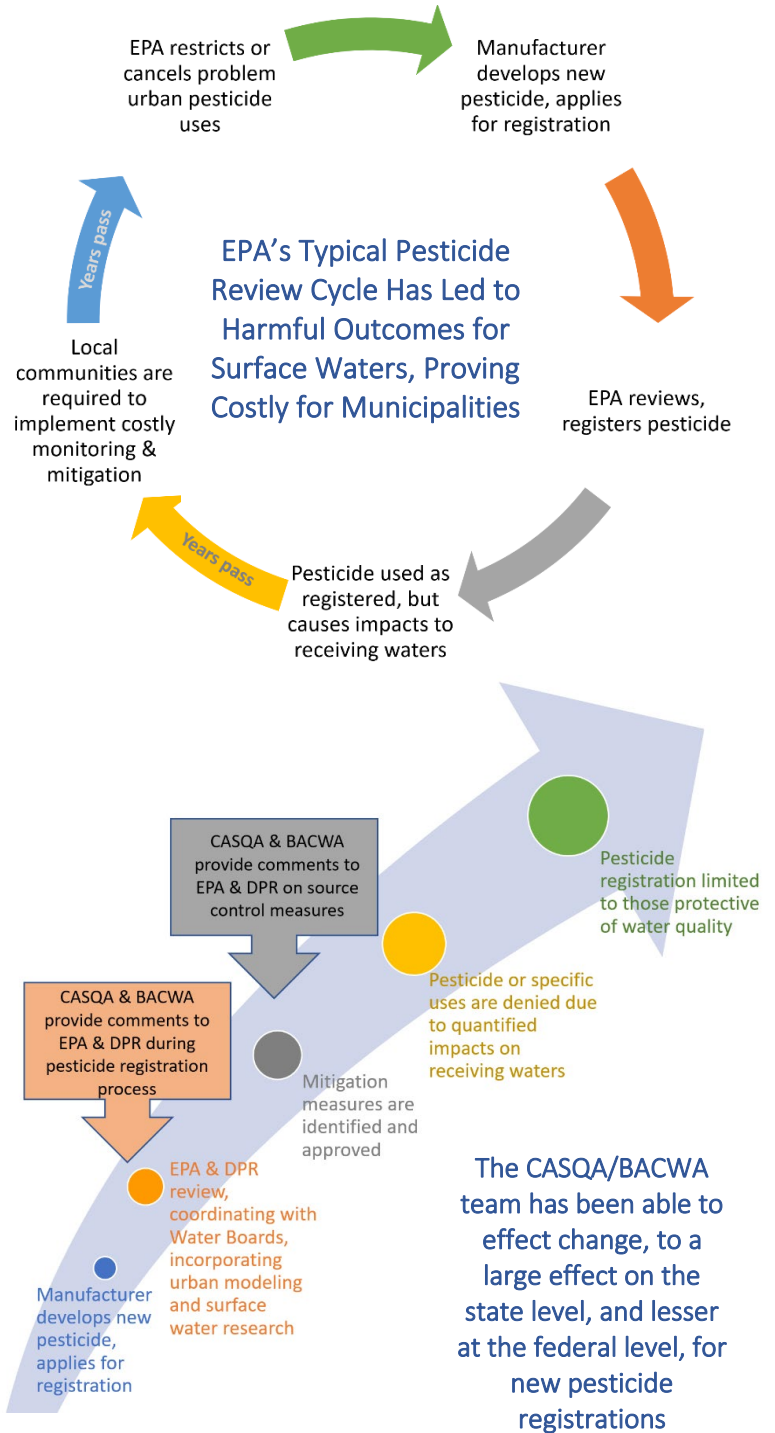 EPA restricts or
cancels problem
urban pesticide
uses
Manufacturer
develops new
pesticide, applies
for registration
Years pass
EPA's Typical Pesticide
Review Cycle Has Led to
Harmful Outcomes for
Surface Waters, Proving
Costly for Municipalities
Local
communities are
required to
implement costly
monitoring &
mitigation
EPA reviews,
registers pesticide
Years pass
Pesticide used as
registered, but
causes impacts to
receiving waters
CASQA & BACWA
provide comments to
EPA & DPR on source
control measures
Pesticide
registration limited
to those protective
of water quality
CASQA & BACWA
provide comments to
EPA & DPR during
pesticide registration
process
Pesticide or specific
uses are denied due
to quantified
impacts on
receiving waters
Mitigation
measures are
identified and
approved
EPA & DPR
review,
coordinating with
Water Boards,
incorporating
urban modeling
and surface
water research
Manufacturer
develops new
pesticide,
applies for
registration
The CASQA/BACWA
team has been able to
effect change, to a
large effect on the
state level, and lesser
at the federal level, for
new pesticide
registrations